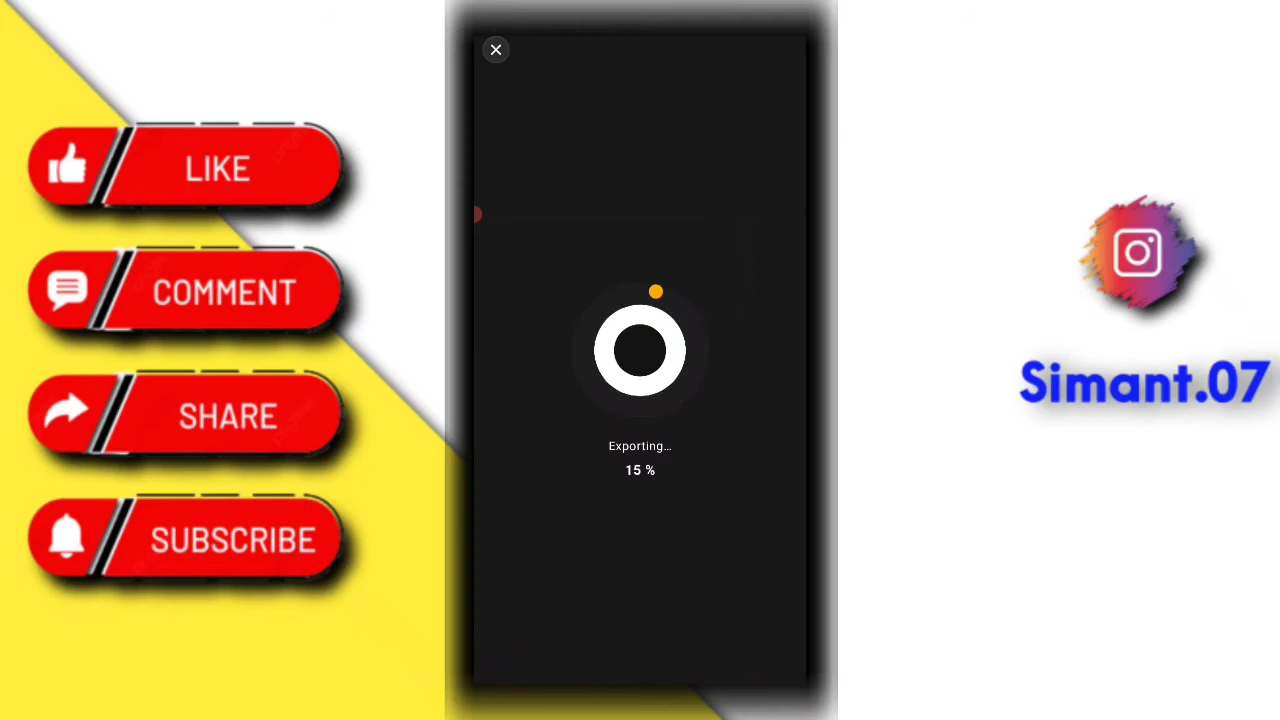 LIKE
COMMENT
SHARE
SUBSCRIBE
Exporting...
15 %
Simant.07